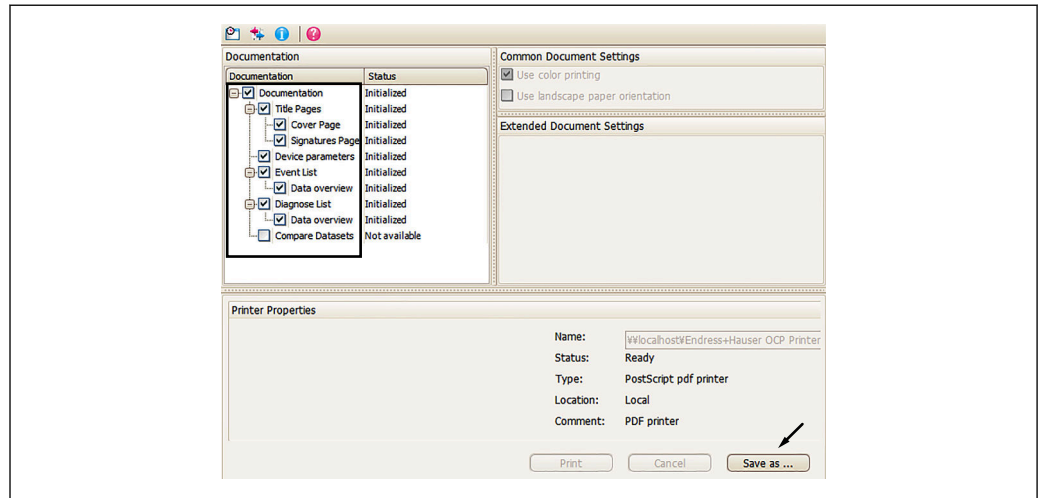 Documentation
Documentation Status
Documentation Initialized
Title Pages Initialized
Cover Page Initialized
Signatures Page Initialized
Device parameters Initialized
Event List Initialized
Data overview Initialized
Diagnose List Initialized
Data overview Initialized
Compare Datasets Not available
Common Document Settings
Use color printing
Use landscape paper orientation
Extended Document Settings
Printer Properties
Name: ¥¥localhost¥Endress+Hauser OCP Printer
Status: Ready
Type: PostScript pdf printer
Location: Local
Comment: PDF printer
Print Cancel Save as ...